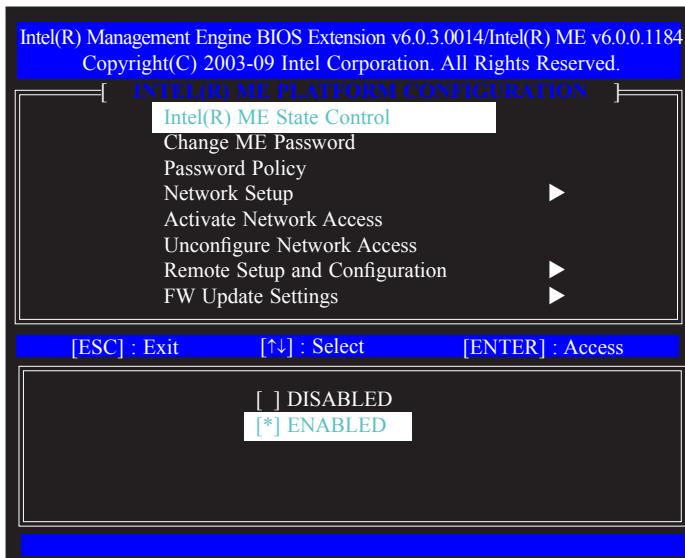 Intel(R) Management Engine BIOS Extension v6.0.3.0014/Intel(R) ME v6.0.0.1184
Copyright(C) 2003-09 Intel Corporation. All Rights Reserved.
[ INTEL(R) ME PLATFORM CONFIGURATION ]
Intel(R) ME State Control
Change ME Password
Password Policy
Network Setup ▶
Activate Network Access
Unconfigure Network Access
Remote Setup and Configuration ▶
FW Update Settings ▶
[ESC] : Exit [↑↓] : Select [ENTER] : Access
[ ] DISABLED
[*] ENABLED